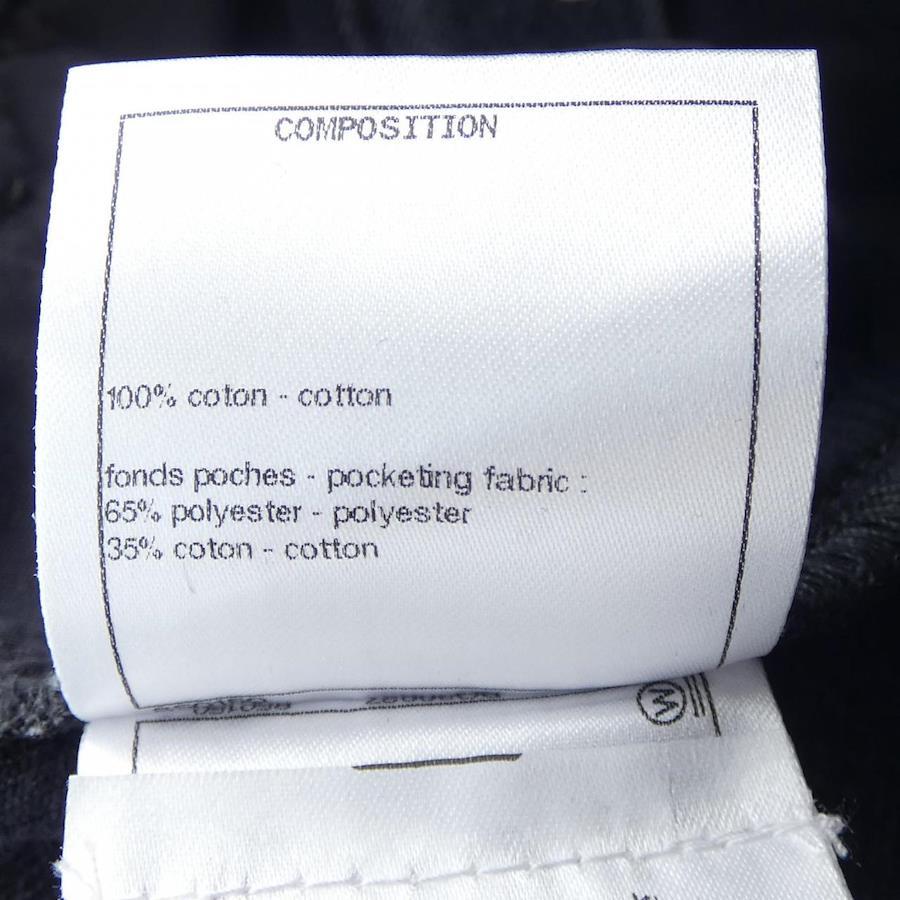 COMPOSITION
100% coton - cotton
fonds poches - pocketing fabric :
65% polyester - polyester
35% coton - cotton
W